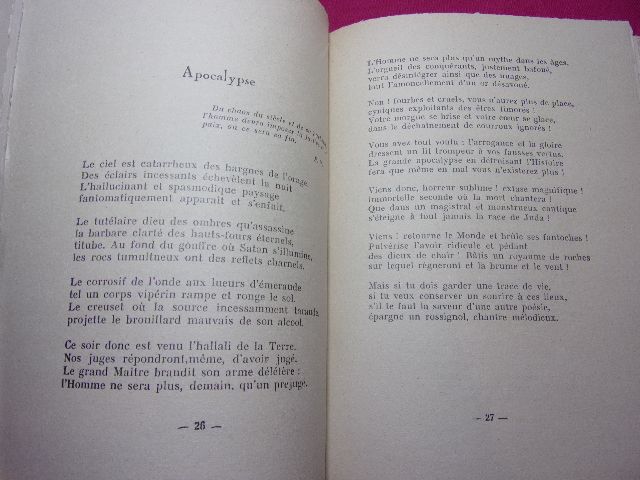 Apocalypse
Du chaos du siècle et de
l'homme devra imposer la
paix, ou ce sera sa fin.
Le ciel est catarrheux des hargnes de l'orage.
Des éclairs incessants échevèlent la nuit
L'hallucinant et spasmodique paysage
fantomatiquement apparaît et s'enfuit.
Le tutélaire dieu des ombres qu'assassine
la barbare clarté des hauts-fours éternels,
titube. Au fond du gouffre où Satan s'illumine,
les rocs tumultueux ont des reflets charnels.
Le corrosif de l'onde aux lueurs d'émeraude
tel un corps vipérin rampe et ronge le sol.
Le creuset où la source incessamment
projette le brouillard mauvais de son alcool.
Ce soir donc est venu l'hallali de la Terre.
Nos juges répondront,même, d'avoir jugé.
Le grand Maître brandit son arme délétère :
l'Homme ne sera plus, demain, qu'un préjugé.
— 26 —
L'Homme ne sera plus qu'un mythe dans les âges.
L'orgueil des conquérants, justement bafoué,
verra désintégrer ainsi que des nuages,
tout l'amoncellement d'un or désavoué.
Non ! fourbes et cruels, vous n'aurez plus de place,
cyniques exploitants des êtres timorés !
Votre morgue se brise et votre cœur se glace,
dans le déchaînement de courroux ignorés !
Vous avez tout voulu : l'arrogance et la gloire
dressent un lit trompeur à vos fausses vertus.
La grande apocalypse en détruisant l'Histoire
fera que même en mal vous n'existerez plus !
Viens donc, horreur sublime ! extase magnifique !
immortelle seconde où la mort chantera !
Que dans un magistral et monstrueux cantique
s'éteigne à tout jamais la race de Juda !
Viens ! retourne le Monde et brûle ses fantoches !
Pulvérise l'avoir ridicule et pédant
des dieux de chair ! Bâtis un royaume de roches
sur lequel règneront et la brume et le vent !
Mais si tu dois garder une trace de vie,
si tu veux conserver un sourire à ces lieux,
s'il te faut la saveur d'une autre poésie,
épargne un rossignol, chantre mélodieux.
— 27 —